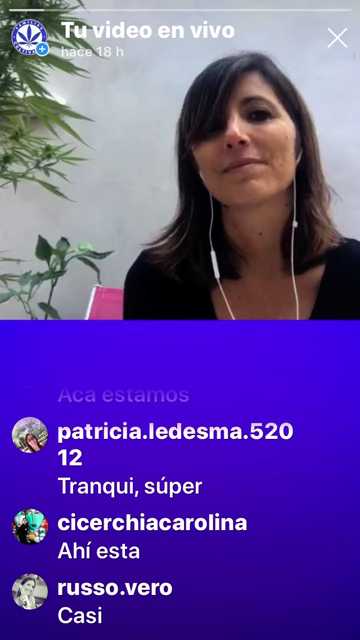 Tu video en vivo
hace 18 h
Acá estamos
patricia.ledesma.520
12
Tranqui, súper
cicerchiacarolina
Ahí esta
russo.vero
Casi